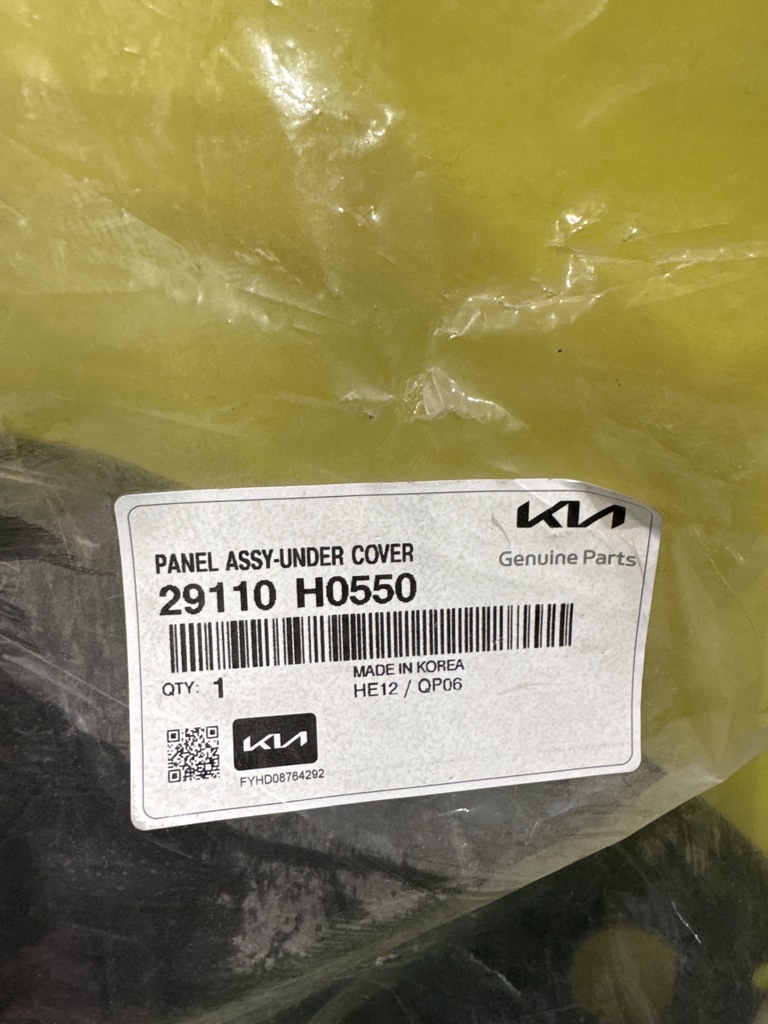 KIA
Genuine Parts
PANEL ASSY-UNDER COVER
29110 H0550
QTY: 1
MADE IN KOREA
HE12 / QP06
KIA
FYHD08764292